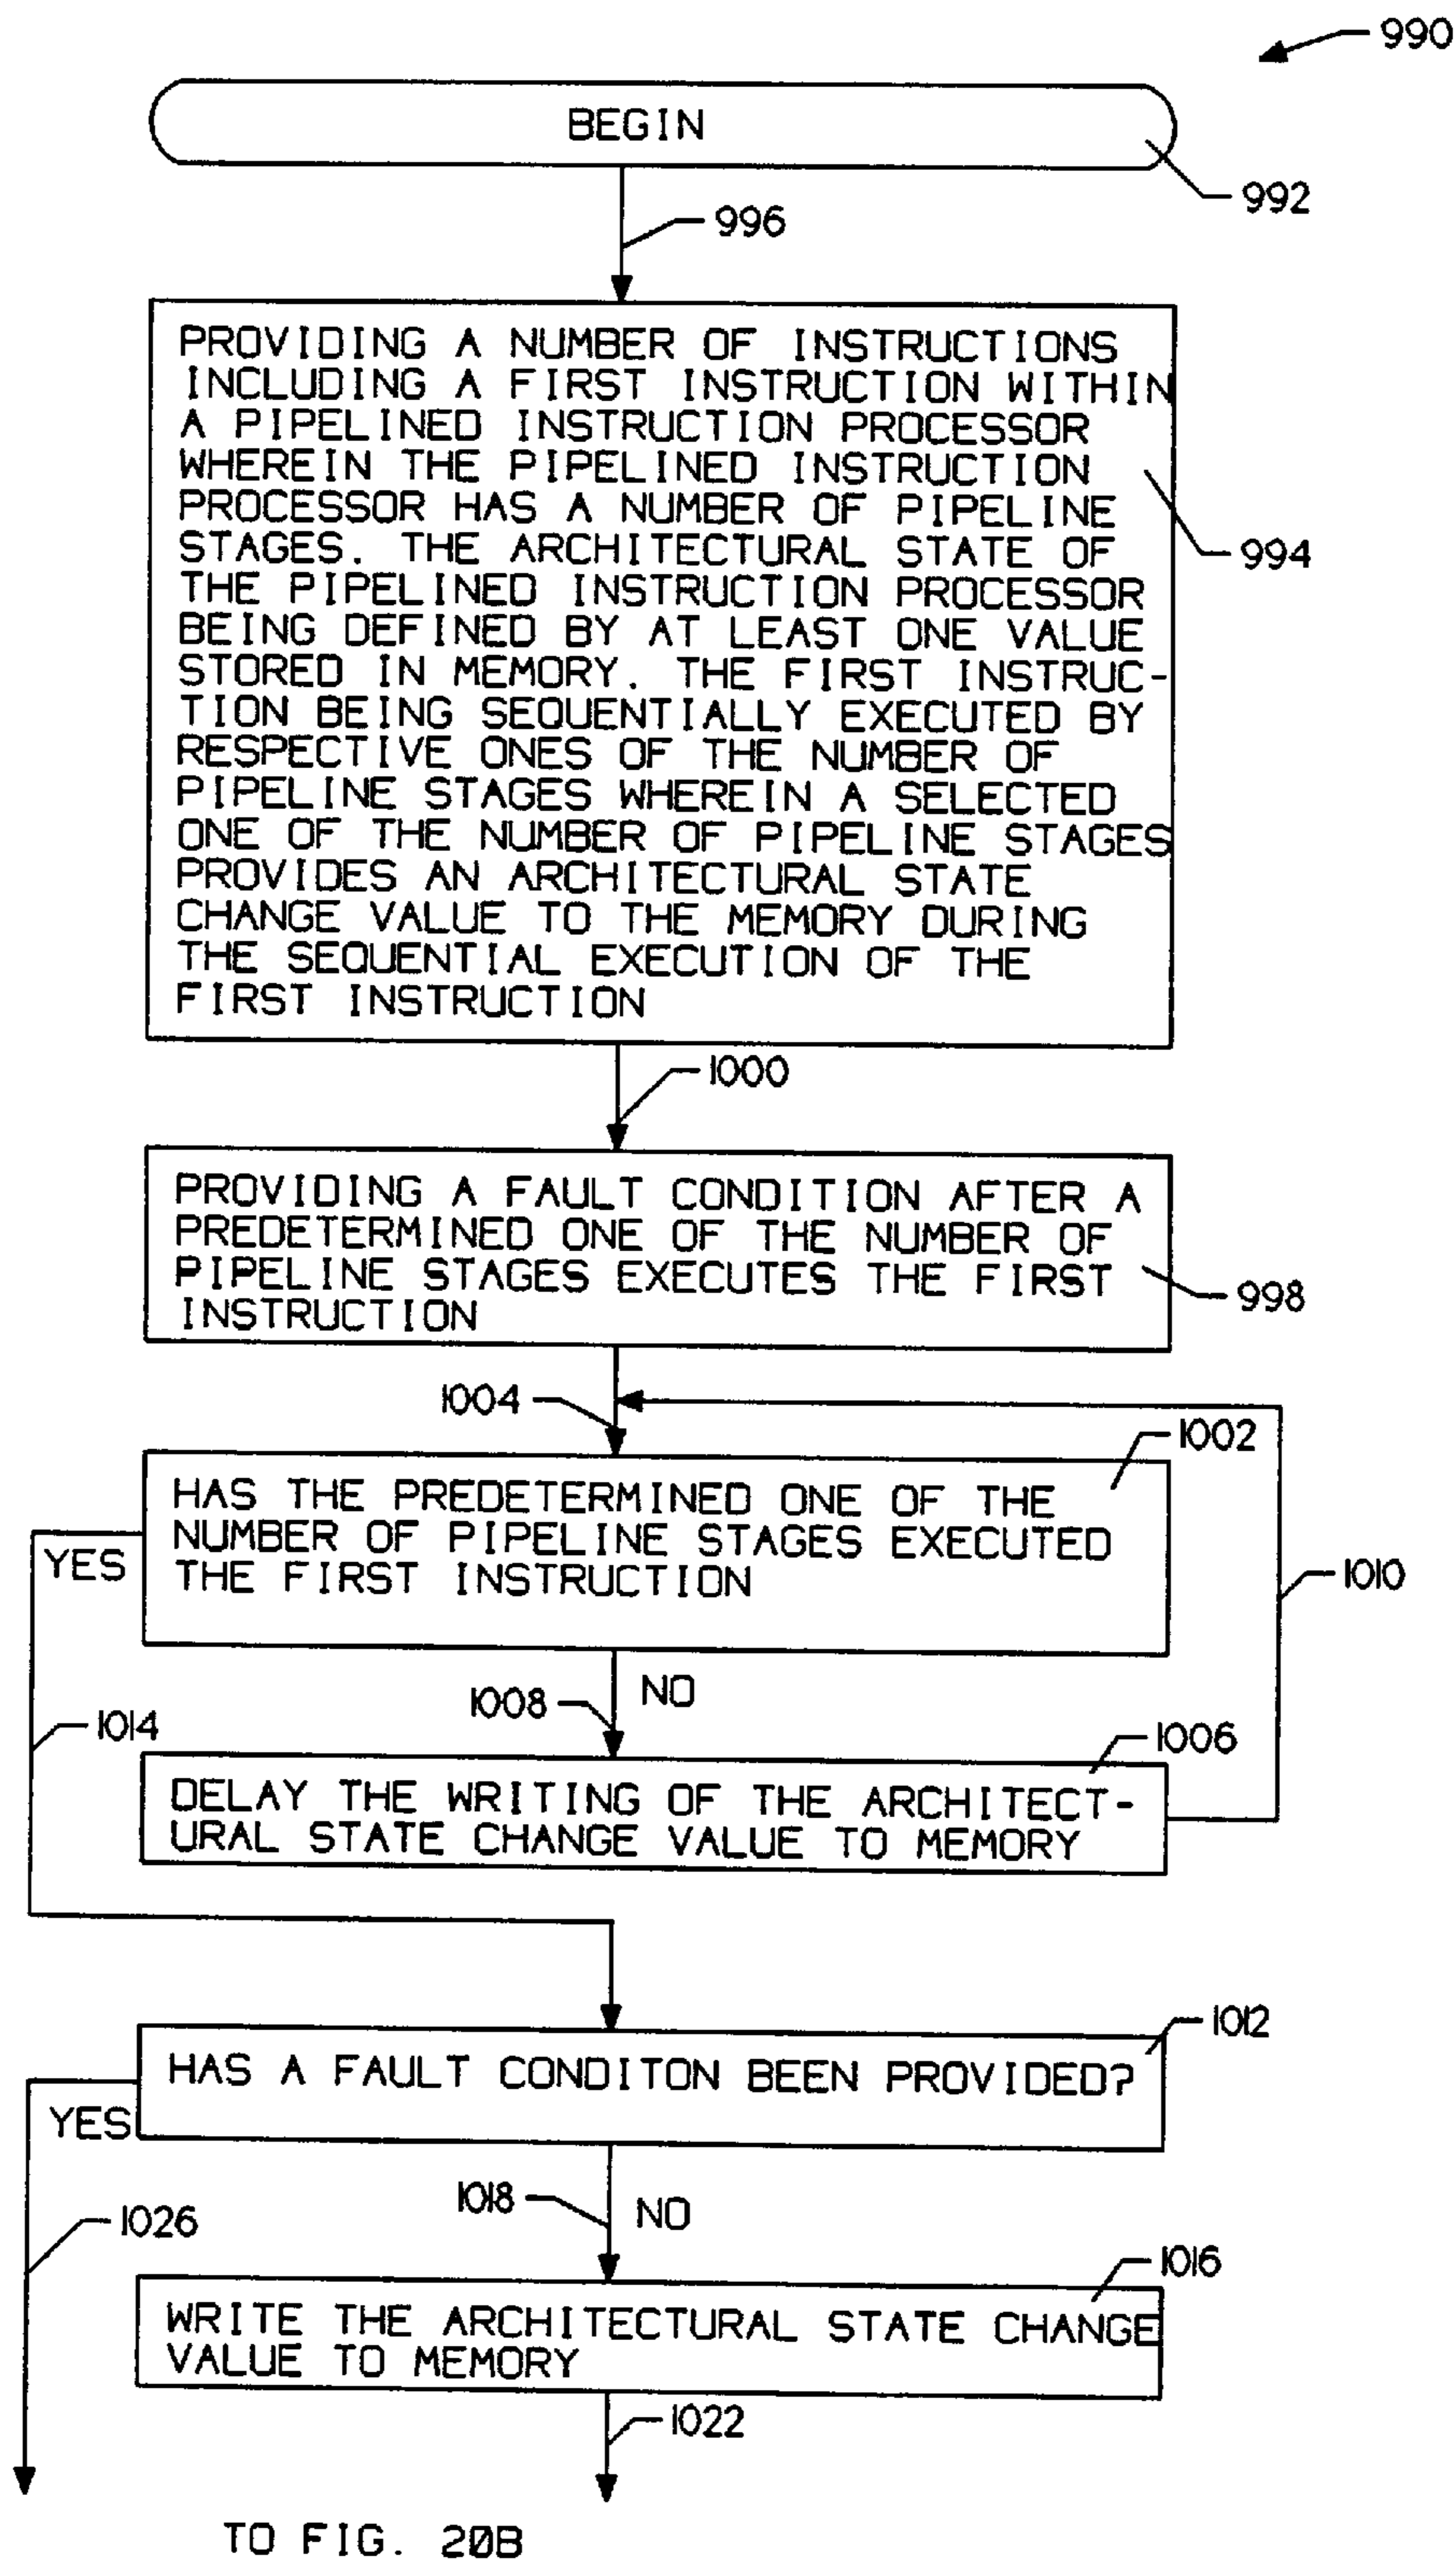 990
BEGIN
992
996
PROVIDING A NUMBER OF INSTRUCTIONS
INCLUDING A FIRST INSTRUCTION WITHIN
A PIPELINED INSTRUCTION PROCESSOR
WHEREIN THE PIPELINED INSTRUCTION
PROCESSOR HAS A NUMBER OF PIPELINE
STAGES. THE ARCHITECTURAL STATE OF
THE PIPELINED INSTRUCTION PROCESSOR
BEING DEFINED BY AT LEAST ONE VALUE
STORED IN MEMORY. THE FIRST INSTRUC-
TION BEING SEQUENTIALLY EXECUTED BY
RESPECTIVE ONES OF THE NUMBER OF
PIPELINE STAGES WHEREIN A SELECTED
ONE OF THE NUMBER OF PIPELINE STAGES
PROVIDES AN ARCHITECTURAL STATE
CHANGE VALUE TO THE MEMORY DURING
THE SEQUENTIAL EXECUTION OF THE
FIRST INSTRUCTION
994
1000
PROVIDING A FAULT CONDITION AFTER A
PREDETERMINED ONE OF THE NUMBER OF
PIPELINE STAGES EXECUTES THE FIRST
INSTRUCTION
998
1004
1002
HAS THE PREDETERMINED ONE OF THE
NUMBER OF PIPELINE STAGES EXECUTED
THE FIRST INSTRUCTION
YES
1010
NO
1008
1014
1006
DELAY THE WRITING OF THE ARCHITECT-
URAL STATE CHANGE VALUE TO MEMORY
1012
HAS A FAULT CONDITON BEEN PROVIDED?
YES
1018
NO
1026
1016
WRITE THE ARCHITECTURAL STATE CHANGE
VALUE TO MEMORY
1022
TO FIG. 20B